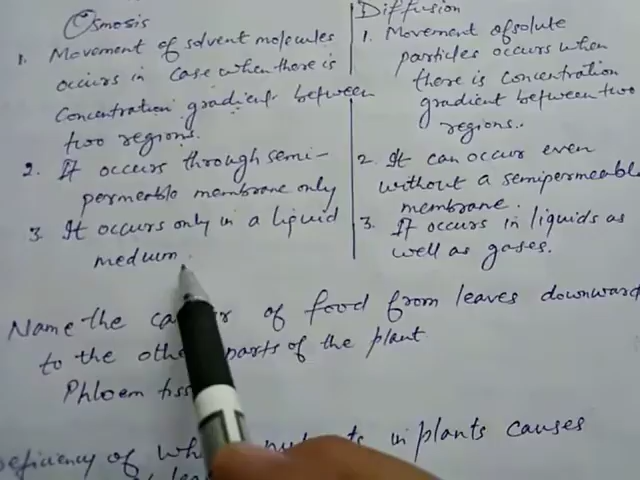 Osmosis
1. Movement of solvent molecules
occurs in case when there is
concentration gradient between
two regions.
2. It occurs through semi-
permeable membrane only
3. It occurs only in a liquid
medium.
Diffusion
1. Movement of solute
particles occurs when
there is concentration
gradient between two
regions..
2. It can occur even
without a semipermeable
membrane.
3. It occurs in liquids as
well as gases.
Name the of food from leaves downward
to the parts of the plant.
Phloem
Deficiency of in plants causes